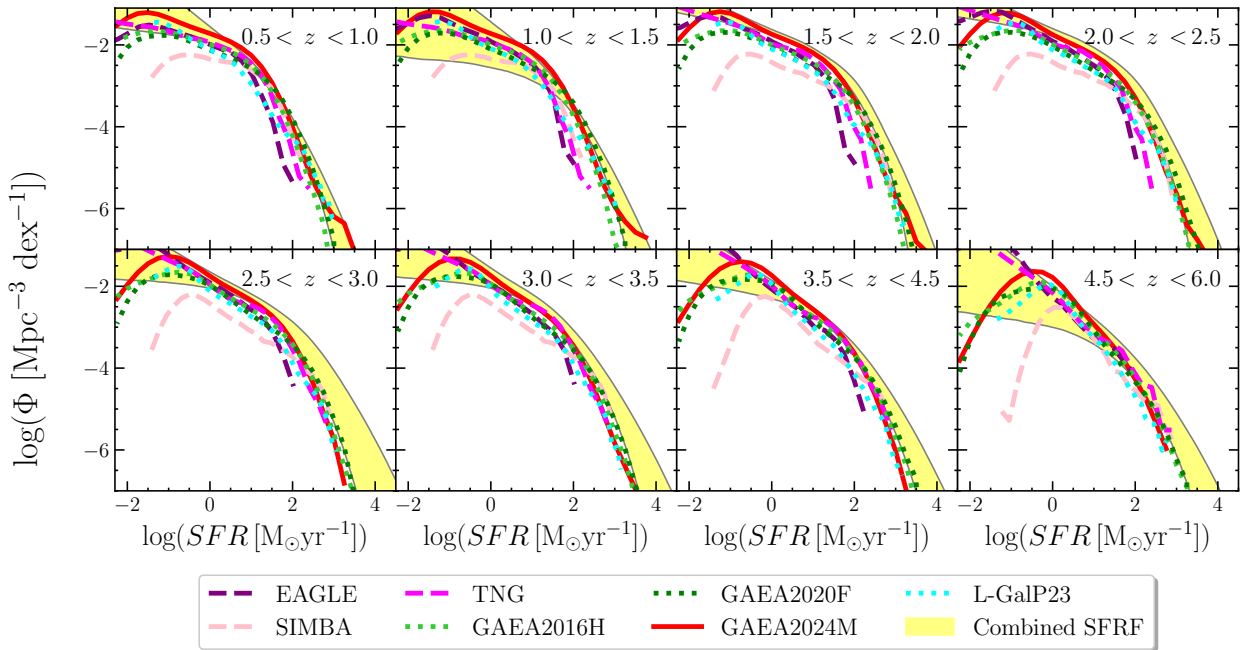 0.5 < z < 1.0
1.0 < z < 1.5
1.5 < z < 2.0
2.0 < z < 2.5
−2
−4
−6
2.5 < z < 3.0
3.0 < z < 3.5
3.5 < z < 4.5
4.5 < z < 6.0
−2
−4
−6
log(Φ [Mpc⁻³ dex⁻¹])
−2 0 2 4 −2 0 2 4 −2 0 2 4 −2 0 2 4
log(SFR [M⊙yr⁻¹]) log(SFR [M⊙yr⁻¹]) log(SFR [M⊙yr⁻¹]) log(SFR [M⊙yr⁻¹])
EAGLE TNG GAEA2020F L-GalP23
SIMBA GAEA2016H GAEA2024M Combined SFRF